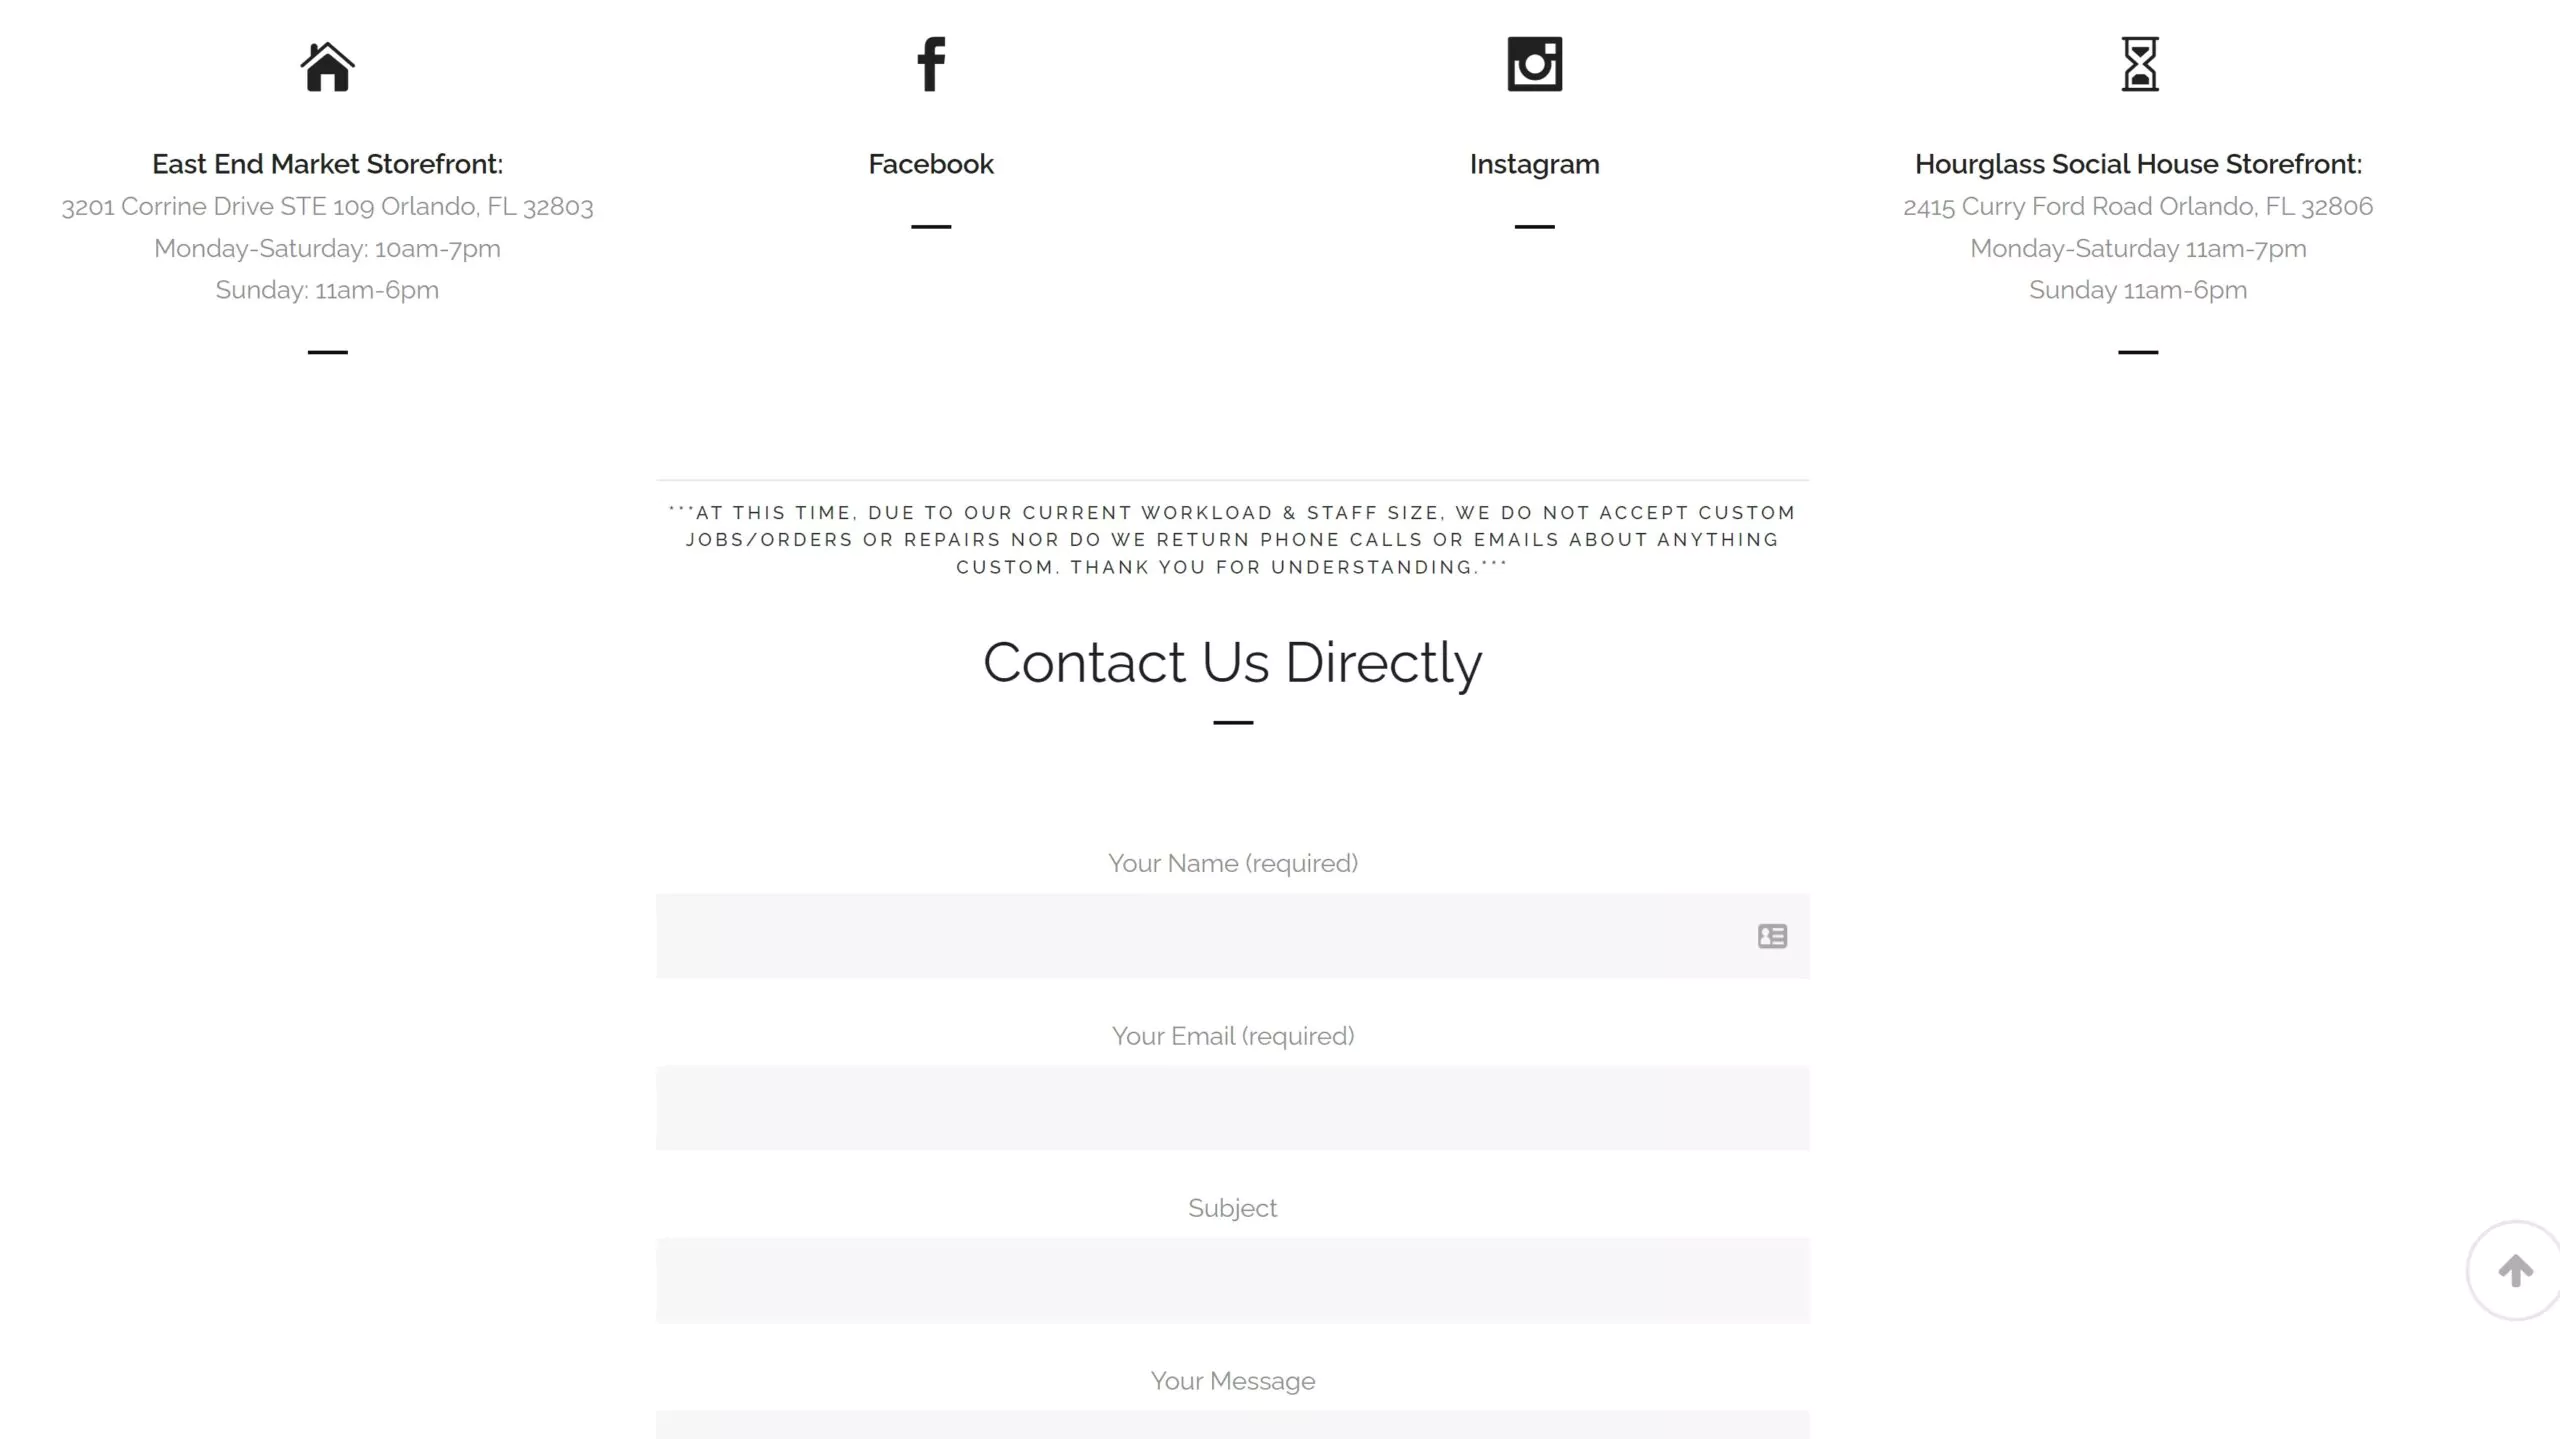 East End Market Storefront:
3201 Corrine Drive STE 109 Orlando, FL 32803
Monday-Saturday: 10am-7pm
Sunday: 11am-6pm
Facebook
Instagram
Hourglass Social House Storefront:
2415 Curry Ford Road Orlando, FL 32806
Monday-Saturday 11am-7pm
Sunday 11am-6pm
***AT THIS TIME, DUE TO OUR CURRENT WORKLOAD & STAFF SIZE, WE DO NOT ACCEPT CUSTOM
JOBS/ORDERS OR REPAIRS NOR DO WE RETURN PHONE CALLS OR EMAILS ABOUT ANYTHING
CUSTOM. THANK YOU FOR UNDERSTANDING.***
Contact Us Directly
Your Name (required)
Your Email (required)
Subject
Your Message